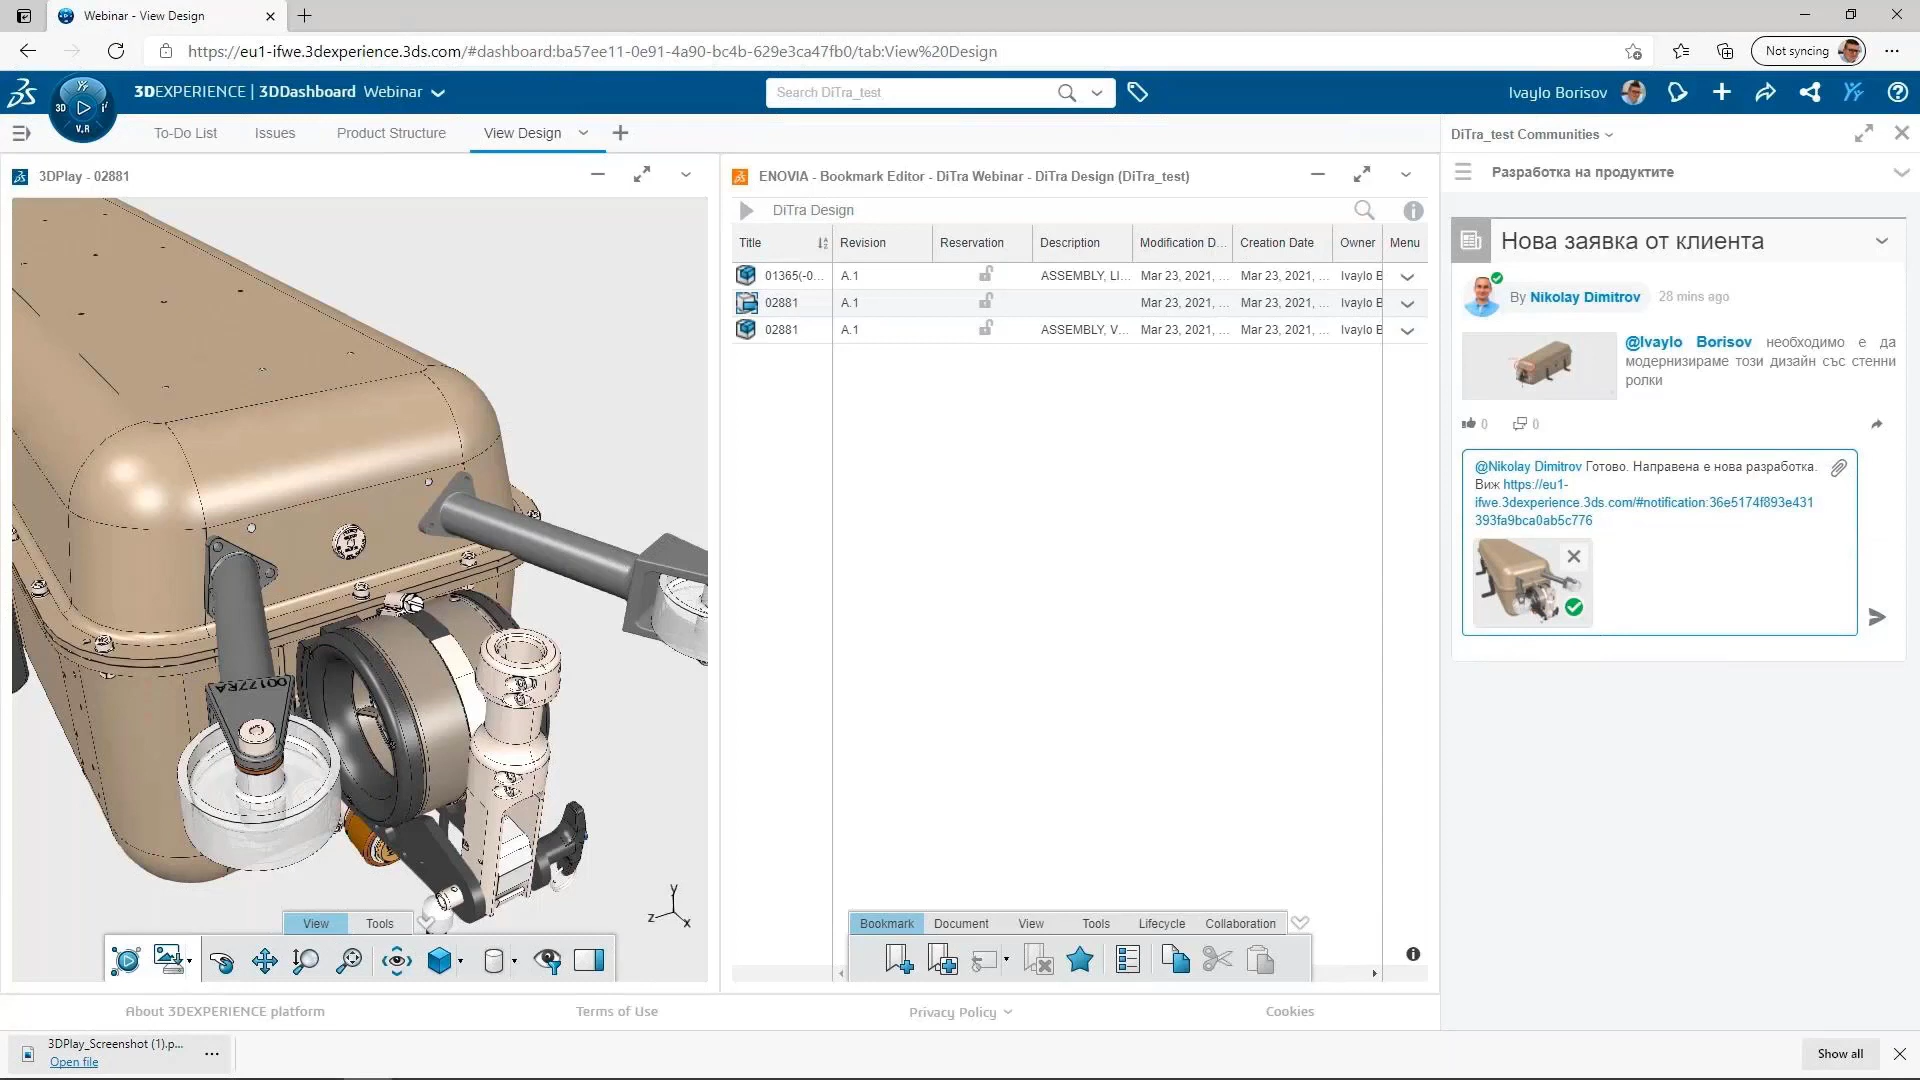 Webinar - View Design
https://eu1-ifwe.3dexperience.3ds.com/#dashboard:ba57ee11-0e91-4a90-bc4b-629e3ca47fb0/tab:View%20Design
Not syncing
3DEXPERIENCE | 3DDashboard Webinar
Search DiTra_test
Ivaylo Borisov
3D
V.R
To-Do List
Issues
Product Structure
View Design
DiTra_test Communities
3DPlay - 02881
ENOVIA - Bookmark Editor - DiTra Webinar - DiTra Design (DiTra_test)
Разработка на продуктите
DiTra Design
Title Revision Reservation Description Modification D... Creation Date Owner Menu
01365(-0... A.1 ASSEMBLY, LI... Mar 23, 2021, ... Mar 23, 2021, ... Ivaylo B
02881 A.1 Mar 23, 2021, ... Mar 23, 2021, ... Ivaylo B
02881 A.1 ASSEMBLY, V... Mar 23, 2021, ... Mar 23, 2021, ... Ivaylo B
Нова заявка от клиента
By Nikolay Dimitrov 28 mins ago
@Ivaylo Borisov необходимо е да
модернизираме този дизайн със стенни
ролки
0 0
@Nikolay Dimitrov Готово. Направена е нова разработка.
Виж https://eu1-
ifwe.3dexperience.3ds.com/#notification:36e5174f893e431
393fa9bca0ab5c776
00177RA
y
z
x
View Tools
Bookmark Document View Tools Lifecycle Collaboration
About 3DEXPERIENCE platform
Terms of Use
Privacy Policy
Cookies
3DPlay_Screenshot (1).p...
Open file
Show all